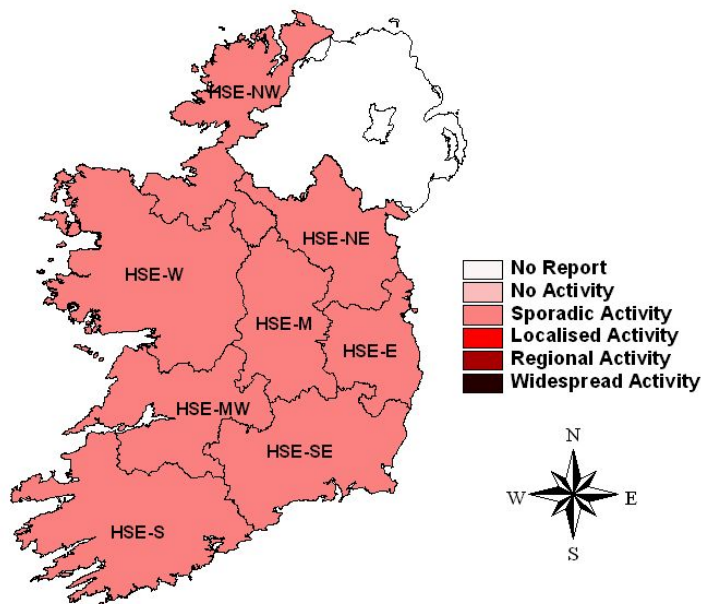 HSE-NW
HSE-NE
HSE-W
HSE-M
HSE-E
HSE-MW
HSE-SE
HSE-S
No Report
No Activity
Sporadic Activity
Localised Activity
Regional Activity
Widespread Activity
N
W E
S